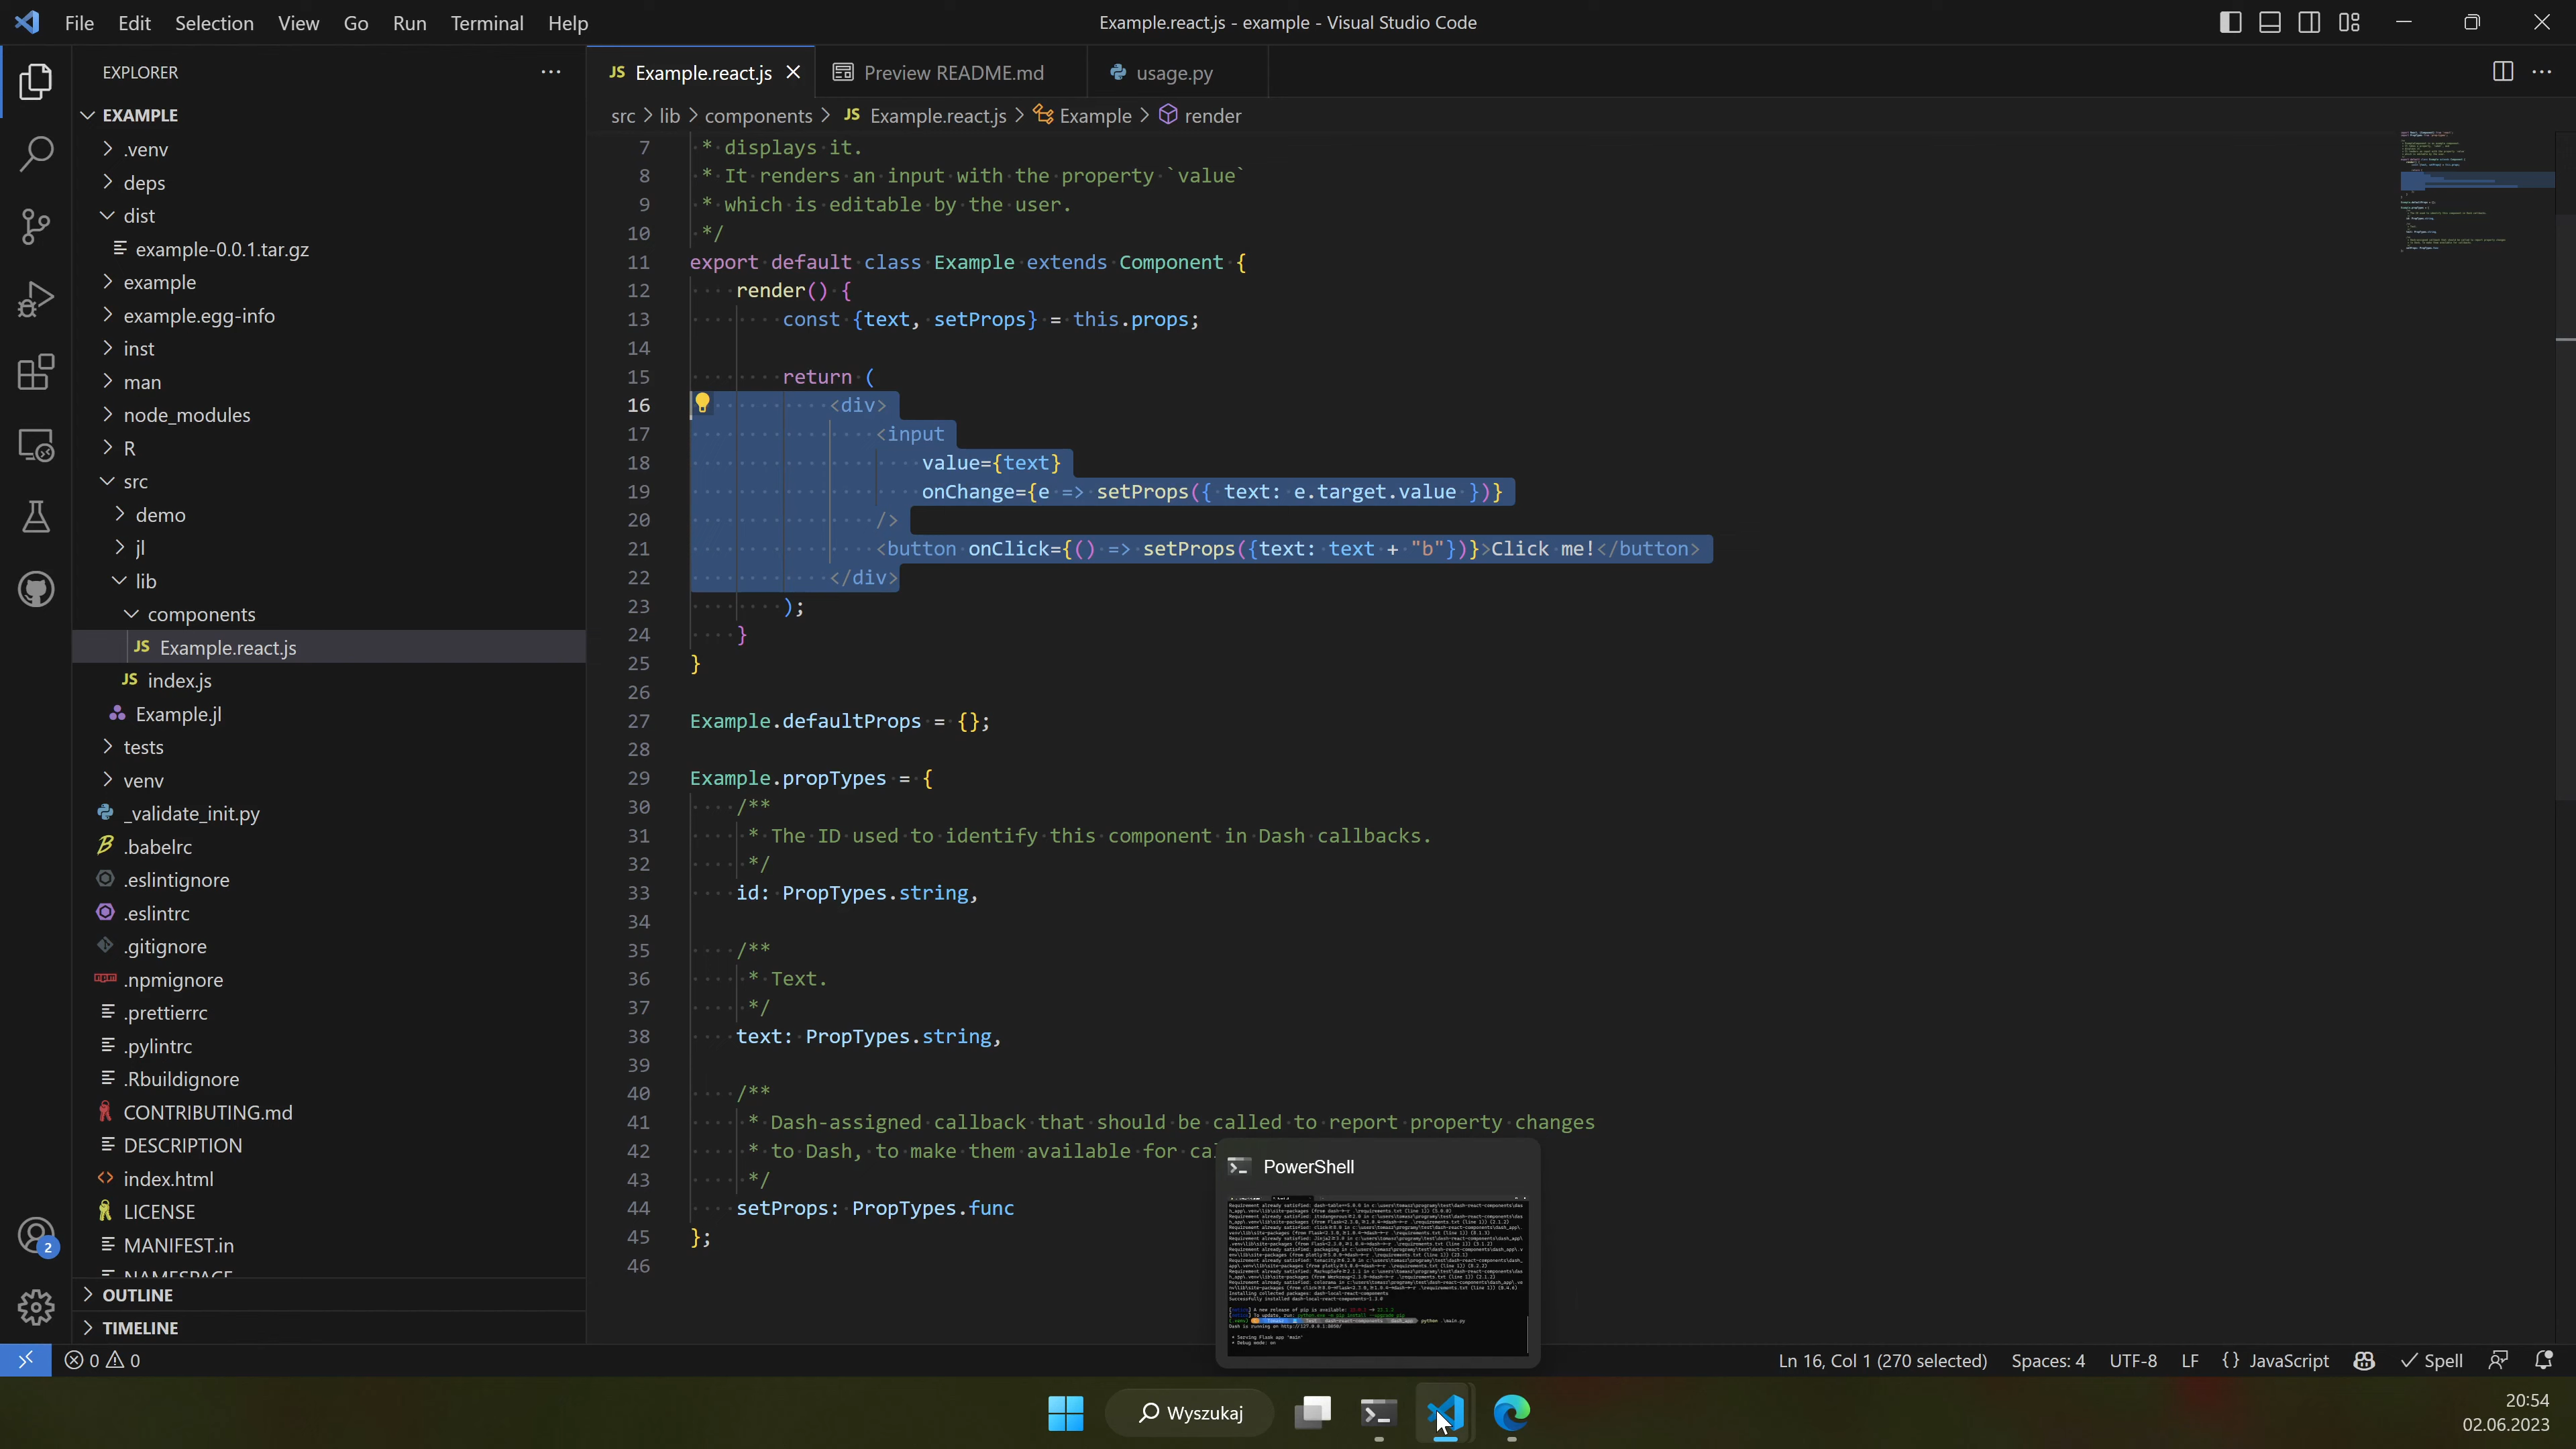 File Edit Selection View Go Run Terminal Help
Example.react.js - example - Visual Studio Code
EXPLORER
EXAMPLE
.venv
deps
dist
example-0.0.1.tar.gz
example
example.egg-info
inst
man
node_modules
R
src
demo
jl
lib
components
JS Example.react.js
JS index.js
Example.jl
tests
venv
_validate_init.py
.babelrc
.eslintignore
.eslintrc
.gitignore
.npmignore
.prettierrc
.pylintrc
.Rbuildignore
CONTRIBUTING.md
DESCRIPTION
index.html
LICENSE
MANIFEST.in
NAMESPACE
OUTLINE
TIMELINE
JS Example.react.js Preview README.md usage.py
src > lib > components > JS Example.react.js > Example > render
7 * displays it.
8 * It renders an input with the property `value`
9 * which is editable by the user.
10 */
11 export default class Example extends Component {
12 render() {
13 const {text, setProps} = this.props;
14
15 return (
16 <div>
17 <input
18 value={text}
19 onChange={e => setProps({ text: e.target.value })}
20 />
21 <button onClick={() => setProps({text: text + "b"})}>Click me!</button>
22 </div>
23 );
24 }
25 }
26
27 Example.defaultProps = {};
28
29 Example.propTypes = {
30 /**
31 * The ID used to identify this component in Dash callbacks.
32 */
33 id: PropTypes.string,
34
35 /**
36 * Text.
37 */
38 text: PropTypes.string,
39
40 /**
41 * Dash-assigned callback that should be called to report property changes
42 * to Dash, to make them available for
43 */
44 setProps: PropTypes.func
45 };
46
PowerShell
0 0
Ln 16, Col 1 (270 selected) Spaces: 4 UTF-8 LF {} JavaScript Spell
2
Wyszukaj
20:54
02.06.2023